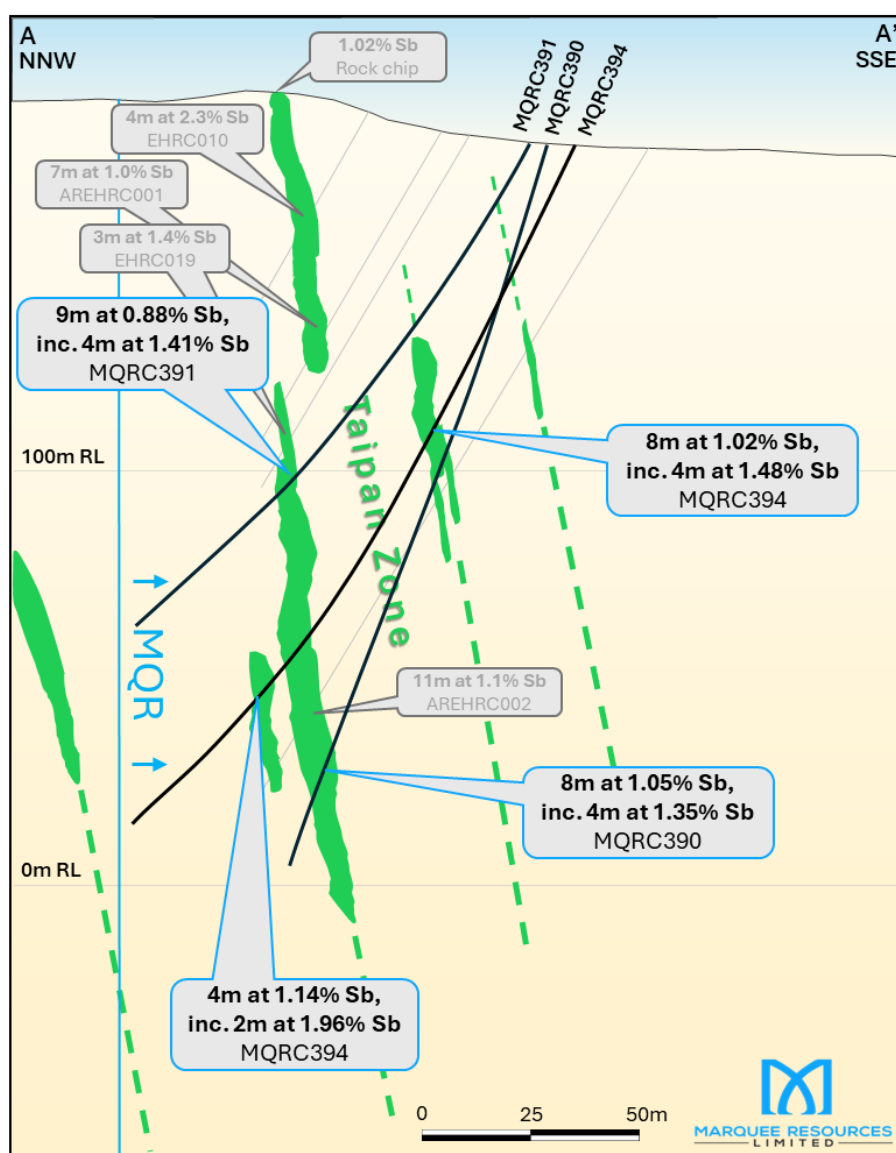 A
NNW
A'
SSE
1.02% Sb
Rock chip
MQRC391
MQRC390
MQRC394
4m at 2.3% Sb
EHRC010
7m at 1.0% Sb
AREHRC001
3m at 1.4% Sb
EHRC019
9m at 0.88% Sb,
inc. 4m at 1.41% Sb
MQRC391
Taipan Zone
8m at 1.02% Sb,
inc. 4m at 1.48% Sb
MQRC394
100m RL
MQR
11m at 1.1% Sb
AREHRC002
8m at 1.05% Sb,
inc. 4m at 1.35% Sb
MQRC390
0m RL
4m at 1.14% Sb,
inc. 2m at 1.96% Sb
MQRC394
0 25 50m
MARQUEE RESOURCES
LIMITED